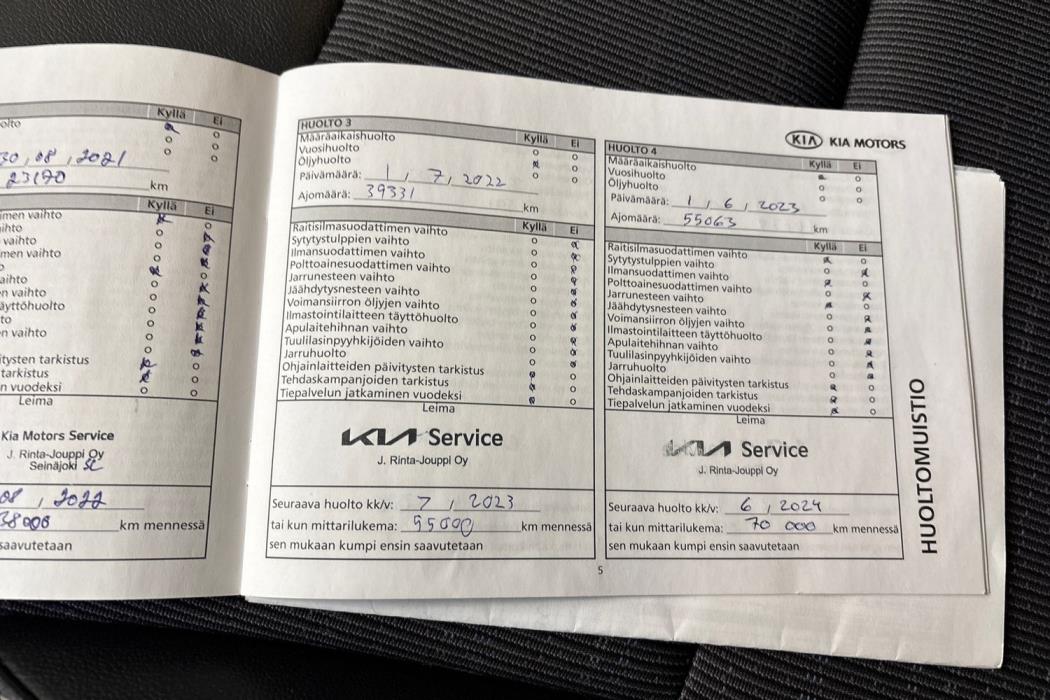 olto
Kyllä Ei
30, 08, 2021
23170 km
Kyllä Ei
imen vaihto
ihto
vaihto
men vaihto
o
aihto
n vaihto
äyttöhuolto
to
n vaihto
itysten tarkistus
tarkistus
n vuodeksi
Leima
Kia Motors Service
J. Rinta-Jouppi Oy
Seinäjoki
08, 2022
38000 km mennessä
saavutetaan
HUOLTO 3
Kyllä Ei
Määräaikaishuolto
Vuosihuolto
Öljyhuolto
Päivämäärä: 1, 7, 2022
Ajomäärä: 39331 km
Kyllä Ei
Raitisilmasuodattimen vaihto
Sytytystulppien vaihto
Ilmansuodattimen vaihto
Polttoainesuodattimen vaihto
Jarrunesteen vaihto
Jäähdytysnesteen vaihto
Voimansiirron öljyjen vaihto
Ilmastointilaitteen täyttöhuolto
Apulaitehihnan vaihto
Tuulilasinpyyhkijöiden vaihto
Jarruhuolto
Ohjainlaitteiden päivitysten tarkistus
Tehdaskampanjoiden tarkistus
Tiepalvelun jatkaminen vuodeksi
Leima
KIA Service
J. Rinta-Jouppi Oy
Seuraava huolto kk/v: 7, 2023
tai kun mittarilukema: 55000 km mennessä
sen mukaan kumpi ensin saavutetaan
5
KIA KIA MOTORS
HUOLTO 4
Kyllä Ei
Määräaikaishuolto
Vuosihuolto
Öljyhuolto
Päivämäärä: 1, 6, 2023
Ajomäärä: 55063 km
Kyllä Ei
Raitisilmasuodattimen vaihto
Sytytystulppien vaihto
Ilmansuodattimen vaihto
Polttoainesuodattimen vaihto
Jarrunesteen vaihto
Jäähdytysnesteen vaihto
Voimansiirron öljyjen vaihto
Ilmastointilaitteen täyttöhuolto
Apulaitehihnan vaihto
Tuulilasinpyyhkijöiden vaihto
Jarruhuolto
Ohjainlaitteiden päivitysten tarkistus
Tehdaskampanjoiden tarkistus
Tiepalvelun jatkaminen vuodeksi
Leima
KIA Service
J. Rinta-Jouppi Oy
Seuraava huolto kk/v: 6, 2024
tai kun mittarilukema: 70 000 km mennessä
sen mukaan kumpi ensin saavutetaan
HUOLTOMUISTIO